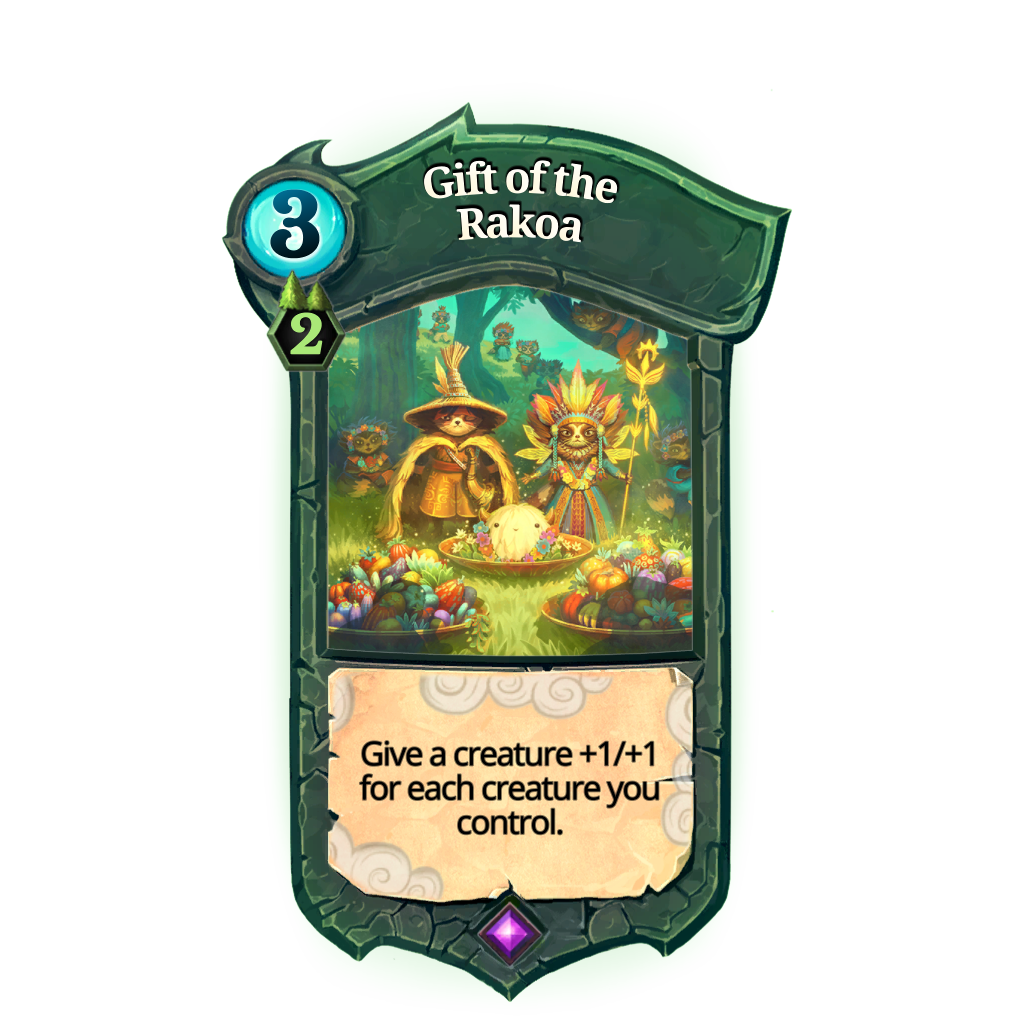 3
Gift of the
Rakoa
2
Give a creature +1/+1
for each creature you
control.